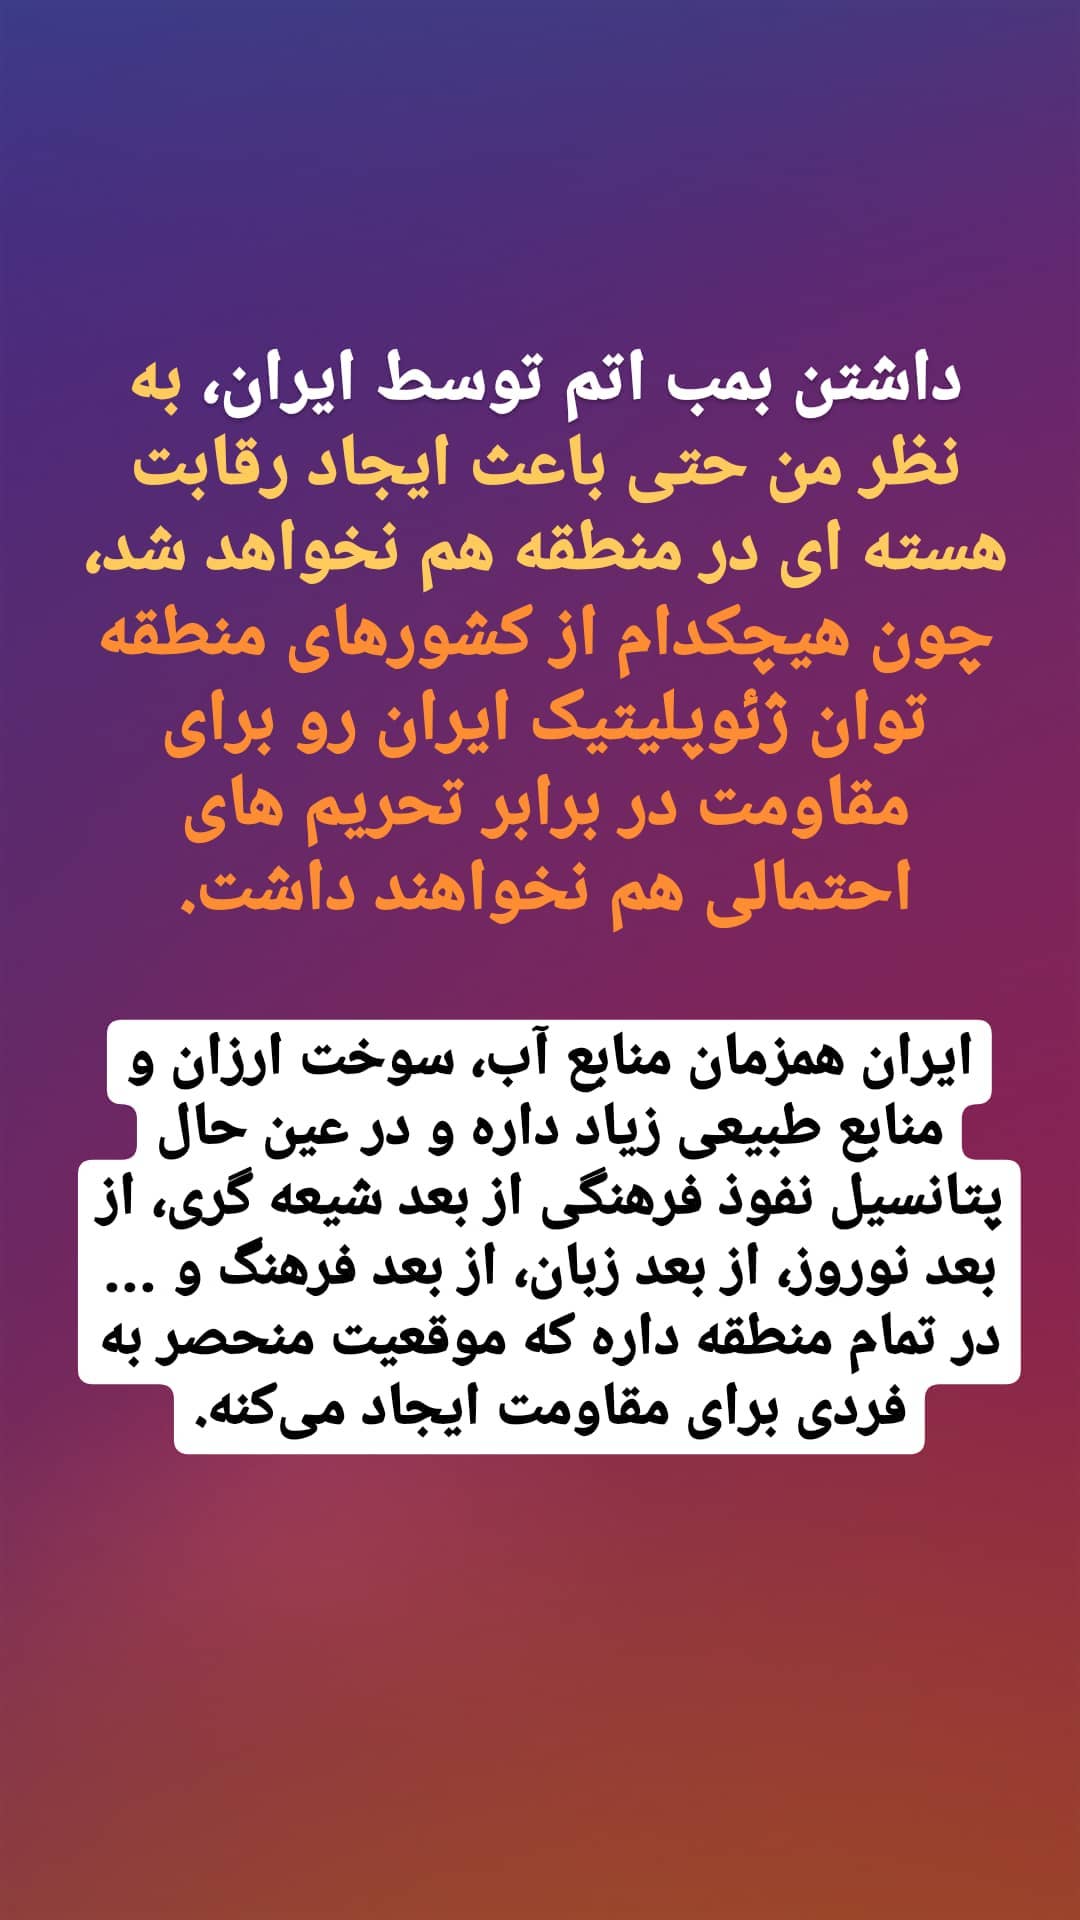 داشتن بمب اتم توسط ایران، به
نظر من حتی باعث ایجاد رقابت
هسته ای در منطقه هم نخواهد شد،
چون هیچکدام از کشورهای منطقه
توان ژئوپلیتیک ایران رو برای
مقاومت در برابر تحریم های
احتمالی هم نخواهند داشت.
ایران همزمان منابع آب، سوخت ارزان و
منابع طبیعی زیاد داره و در عین حال
پتانسیل نفوذ فرهنگی از بعد شیعه گری، از
بعد نوروز، از بعد زبان، از بعد فرهنگ و ...
در تمام منطقه داره که موقعیت منحصر به
فردی برای مقاومت ایجاد می‌کنه.